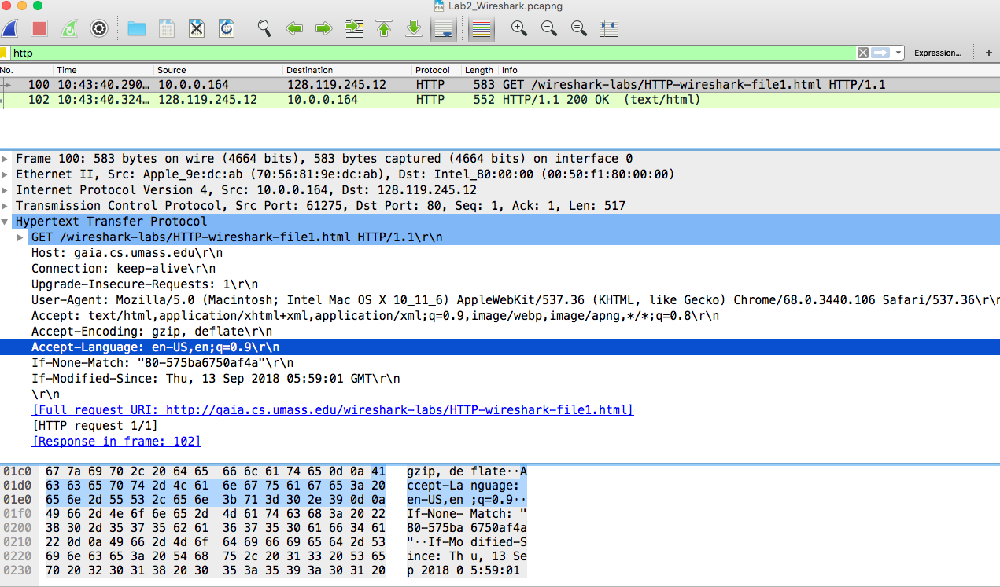 Lab2_Wireshark.pcapng
http Expression... +
No. Time Source Destination Protocol Length Info
100 10:43:40.290… 10.0.0.164 128.119.245.12 HTTP 583 GET /wireshark-labs/HTTP-wireshark-file1.html HTTP/1.1
102 10:43:40.324… 128.119.245.12 10.0.0.164 HTTP 552 HTTP/1.1 200 OK (text/html)
Frame 100: 583 bytes on wire (4664 bits), 583 bytes captured (4664 bits) on interface 0
Ethernet II, Src: Apple_9e:dc:ab (70:56:81:9e:dc:ab), Dst: Intel_80:00:00 (00:50:f1:80:00:00)
Internet Protocol Version 4, Src: 10.0.0.164, Dst: 128.119.245.12
Transmission Control Protocol, Src Port: 61275, Dst Port: 80, Seq: 1, Ack: 1, Len: 517
Hypertext Transfer Protocol
GET /wireshark-labs/HTTP-wireshark-file1.html HTTP/1.1\r\n
Host: gaia.cs.umass.edu\r\n
Connection: keep-alive\r\n
Upgrade-Insecure-Requests: 1\r\n
User-Agent: Mozilla/5.0 (Macintosh; Intel Mac OS X 10_11_6) AppleWebKit/537.36 (KHTML, like Gecko) Chrome/68.0.3440.106 Safari/537.36\r\n
Accept: text/html,application/xhtml+xml,application/xml;q=0.9,image/webp,image/apng,*/*;q=0.8\r\n
Accept-Encoding: gzip, deflate\r\n
Accept-Language: en-US,en;q=0.9\r\n
If-None-Match: "80-575ba6750af4a"\r\n
If-Modified-Since: Thu, 13 Sep 2018 05:59:01 GMT\r\n
\r\n
[Full request URI: http://gaia.cs.umass.edu/wireshark-labs/HTTP-wireshark-file1.html]
[HTTP request 1/1]
[Response in frame: 102]
01c0 67 7a 69 70 2c 20 64 65 66 6c 61 74 65 0d 0a 41 gzip, de flate··A
01d0 63 63 65 70 74 2d 4c 61 6e 67 75 61 67 65 3a 20 ccept-La nguage:
01e0 65 6e 2d 55 53 2c 65 6e 3b 71 3d 30 2e 39 0d 0a en-US,en ;q=0.9··
01f0 49 66 2d 4e 6f 6e 65 2d 4d 61 74 63 68 3a 20 22 If-None- Match: "
0200 38 30 2d 35 37 35 62 61 36 37 35 30 61 66 34 61 80-575ba 6750af4a
0210 22 0d 0a 49 66 2d 4d 6f 64 69 66 69 65 64 2d 53 "··If-Mo dified-S
0220 69 6e 63 65 3a 20 54 68 75 2c 20 31 33 20 53 65 ince: Th u, 13 Se
0230 70 20 32 30 31 38 20 30 35 3a 35 39 3a 30 31 20 p 2018 0 5:59:01